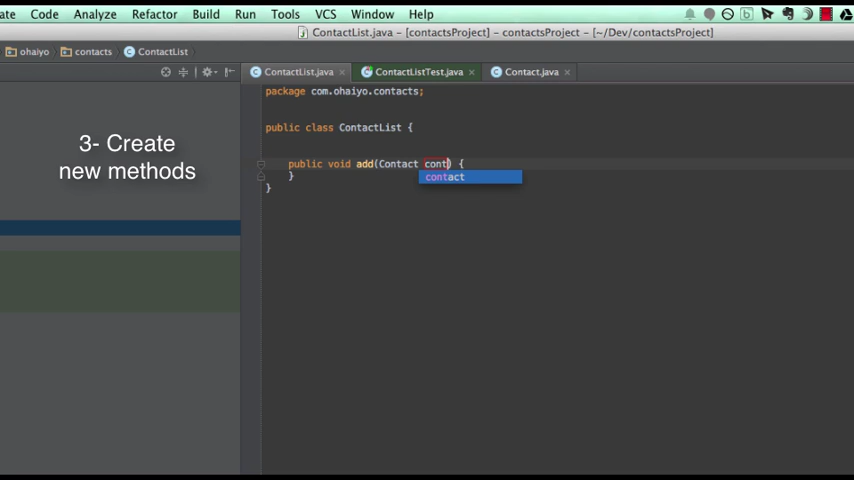 ate Code Analyze Refactor Build Run Tools VCS Window Help
ContactList.java - [contactsProject] - contactsProject - [~/Dev/contactsProject]
ohaiyo contacts ContactList
ContactList.java ContactListTest.java Contact.java
package com.ohaiyo.contacts;
public class ContactList {
3- Create
new methods
public void add(Contact cont) {
contact
}
}